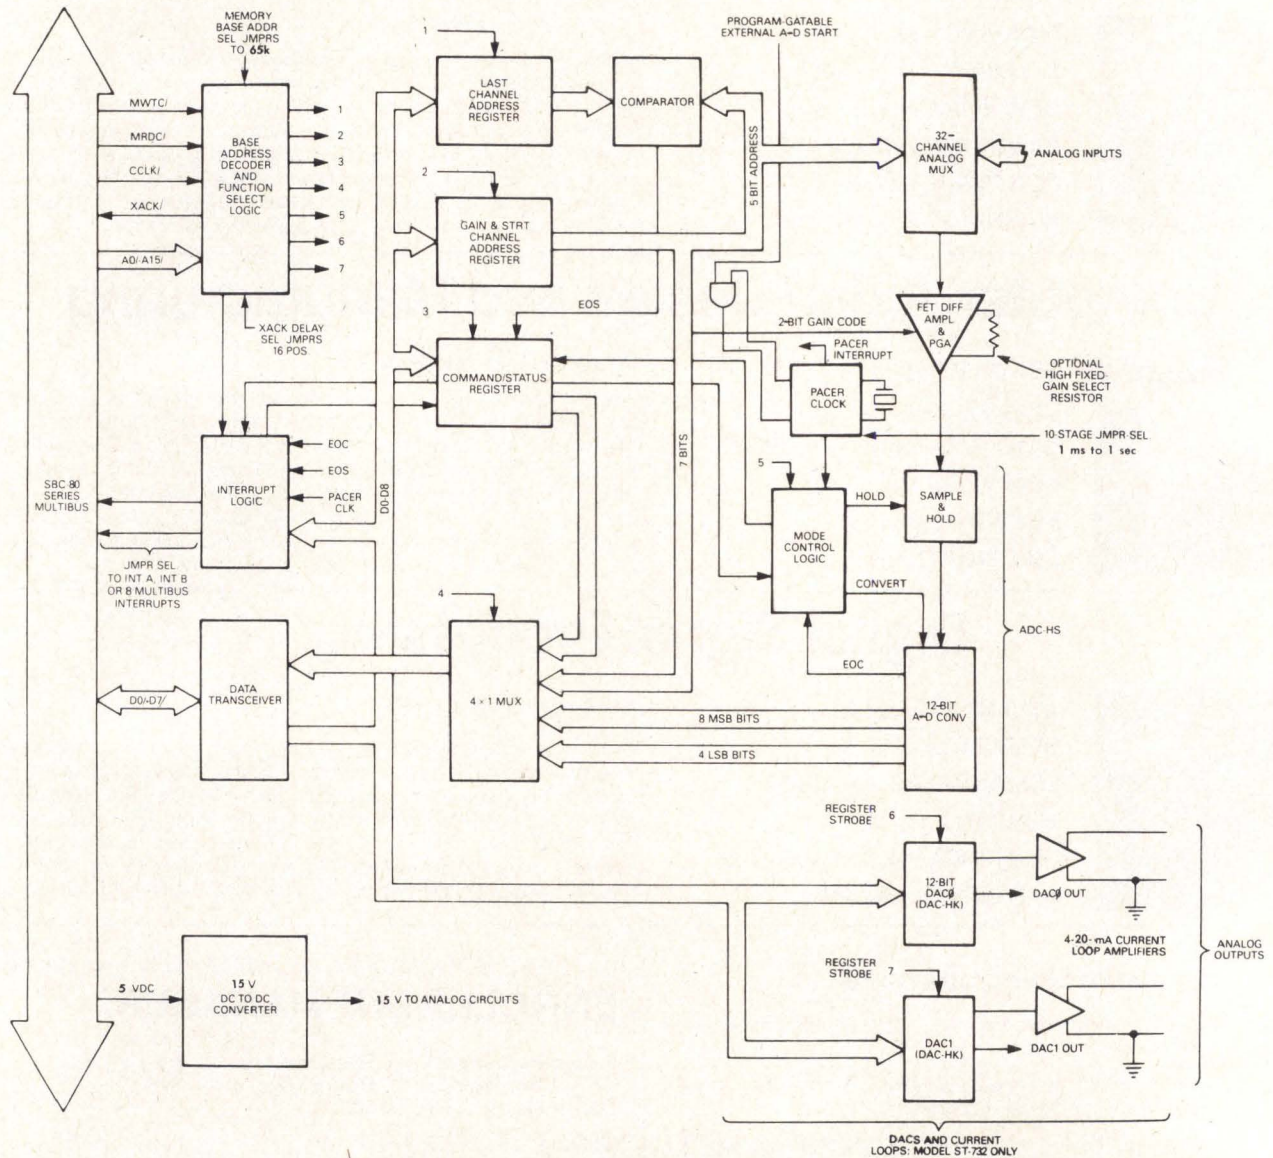 MEMORY
BASE ADDR
SEL JMPRS
TO 65k
1
PROGRAM-GATABLE
EXTERNAL A-D START
MWTC/
MRDC/
CCLK/
XACK/
A0/-A15/
BASE
ADDRESS
DECODER
AND
FUNCTION
SELECT
LOGIC
1
2
3
4
5
6
7
LAST
CHANNEL
ADDRESS
REGISTER
COMPARATOR
5 BIT ADDRESS
32-
CHANNEL
ANALOG
MUX
ANALOG INPUTS
2
GAIN & STRT
CHANNEL
ADDRESS
REGISTER
EOS
XACK DELAY
SEL JMPRS
16 POS
3
COMMAND/STATUS
REGISTER
2-BIT GAIN CODE
PACER
INTERRUPT
PACER
CLOCK
FET DIFF
AMPL
&
PGA
OPTIONAL
HIGH FIXED-
GAIN SELECT
RESISTOR
10-STAGE JMPR-SEL
1 ms to 1 sec
SBC-80
SERIES
MULTIBUS
INTERRUPT
LOGIC
EOC
EOS
PACER
CLK
D0-D8
7 BITS
5
MODE
CONTROL
LOGIC
HOLD
SAMPLE
&
HOLD
JMPR SEL
TO INT A, INT B
OR 8 MULTIBUS
INTERRUPTS
CONVERT
ADC-HS
4
4 x 1 MUX
EOC
12-BIT
A-D CONV
8 MSB BITS
4 LSB BITS
D0/-D7/
DATA
TRANSCEIVER
REGISTER
STROBE
6
12-BIT
DACØ
(DAC-HK)
DACØ OUT
4-20-mA CURRENT
LOOP AMPLIFIERS
ANALOG
OUTPUTS
REGISTER
STROBE
7
DAC1
(DAC-HK)
DAC1 OUT
5 VDC
15 V
DC TO DC
CONVERTER
15 V TO ANALOG CIRCUITS
DACS AND CURRENT
LOOPS: MODEL ST-732 ONLY